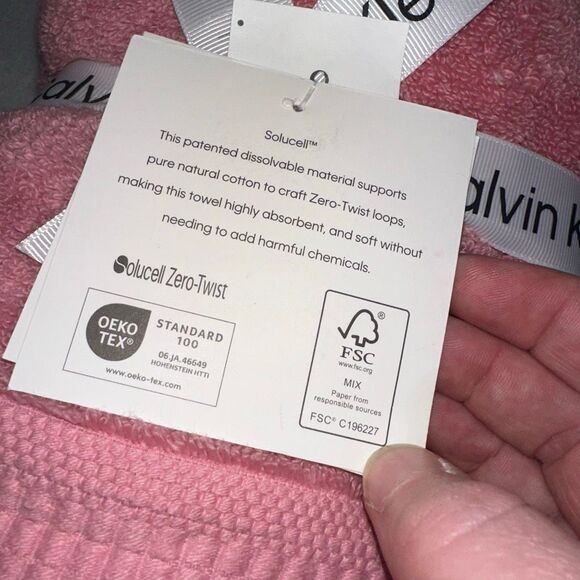 Solucell™
This patented dissolvable material supports
pure natural cotton to craft Zero-Twist loops,
making this towel highly absorbent, and soft without
needing to add harmful chemicals.
Solucell Zero-Twist
OEKO
TEX®
STANDARD
100
06.JA.46649
HOHENSTEIN HTTI
www.oeko-tex.com
®
FSC
www.fsc.org
MIX
Paper from
responsible sources
FSC® C196227
alvin k